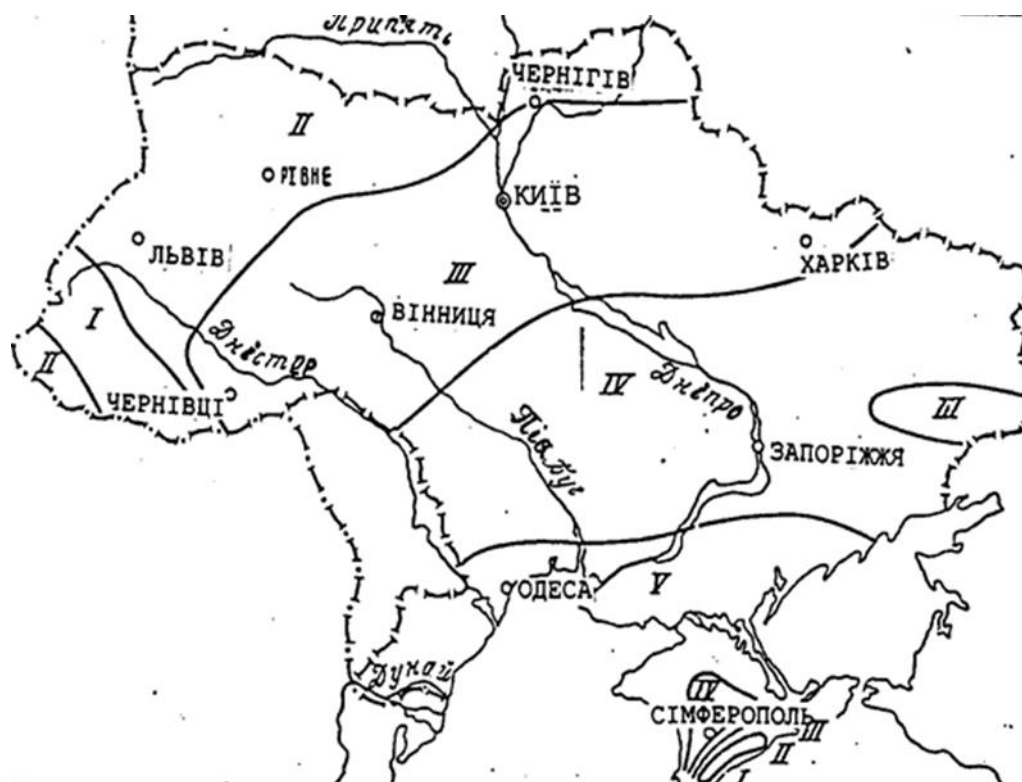 Прип'ять
ЧЕРНІГІВ
II
РІВНЕ
КИЇВ
ЛЬВІВ
ХАРКІВ
III
I
ВІННИЦЯ
Дністер
II
IV
Дніпро
ЧЕРНІВЦІ
III
Пів. Буг
ЗАПОРІЖЖЯ
ОДЕСА
V
Дунай
IV
СІМФЕРОПОЛЬ
III
II
I